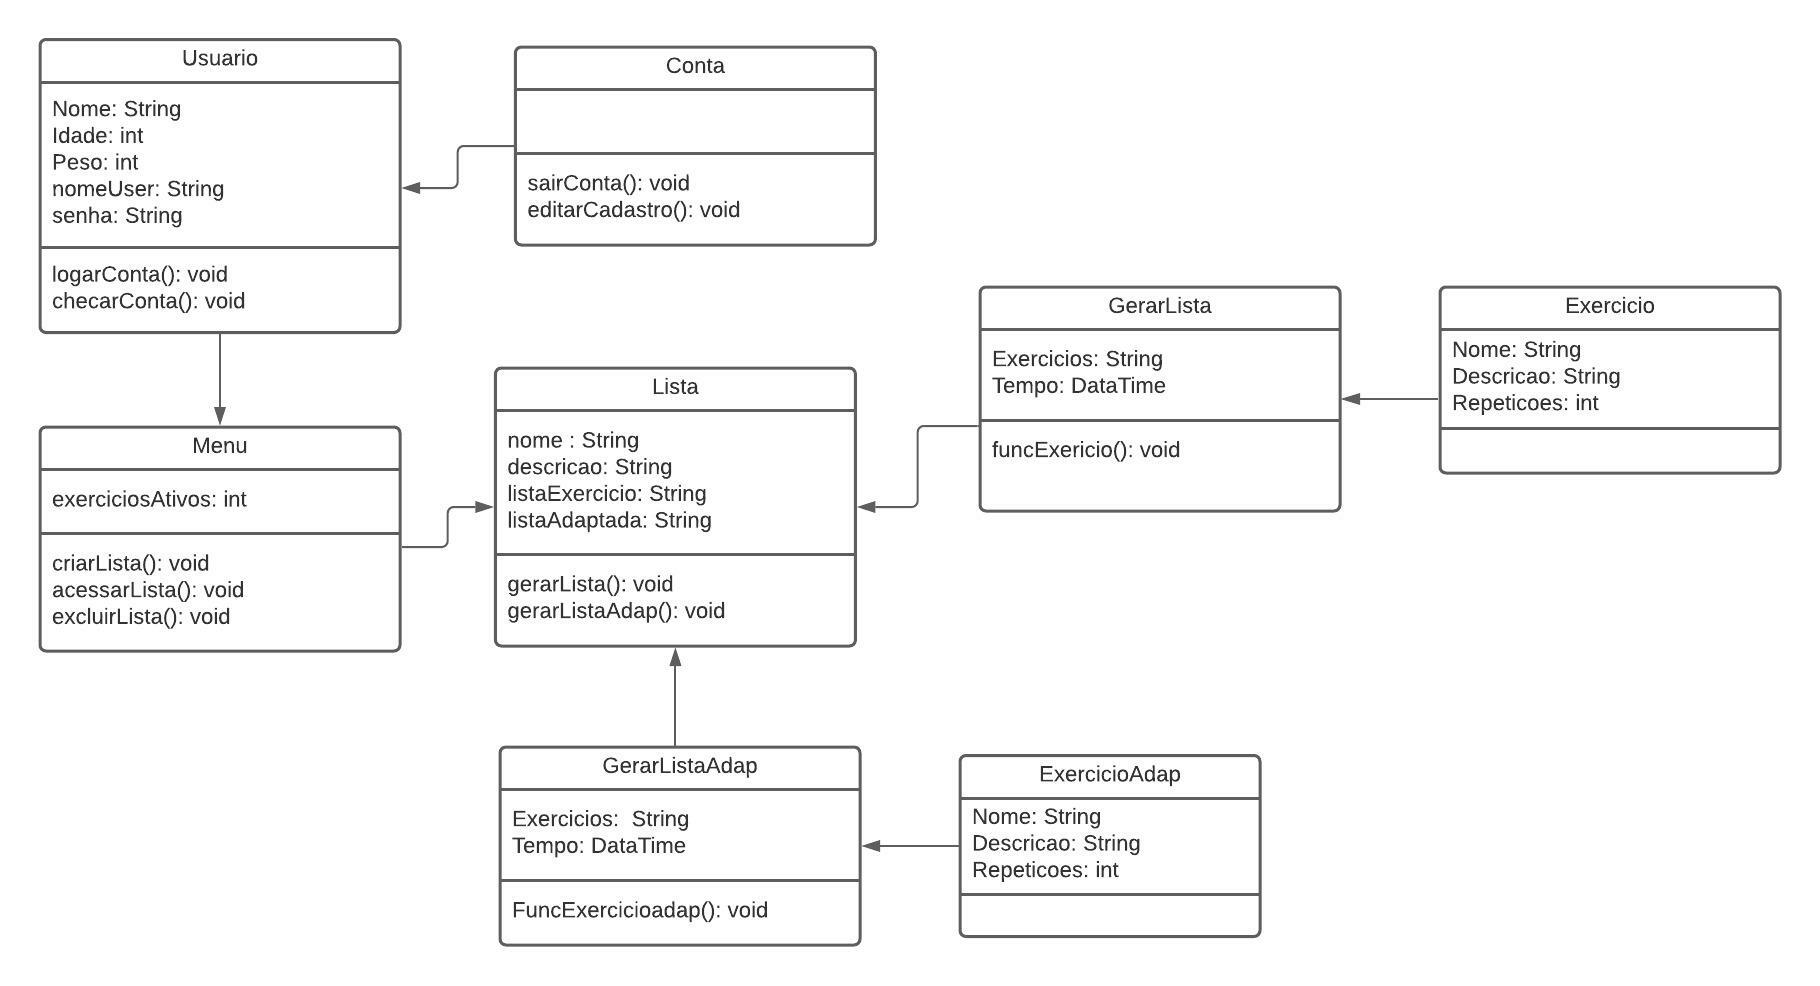 Usuario
Nome: String
Idade: int
Peso: int
nomeUser: String
senha: String
logarConta(): void
checarConta(): void
Conta
sairConta(): void
editarCadastro(): void
GerarLista
Exercicios: String
Tempo: DataTime
funcExericio(): void
Exercicio
Nome: String
Descricao: String
Repeticoes: int
Lista
nome : String
descricao: String
listaExercicio: String
listaAdaptada: String
gerarLista(): void
gerarListaAdap(): void
Menu
exerciciosAtivos: int
criarLista(): void
acessarLista(): void
excluirLista(): void
GerarListaAdap
Exercicios:  String
Tempo: DataTime
FuncExercicioadap(): void
ExercicioAdap
Nome: String
Descricao: String
Repeticoes: int